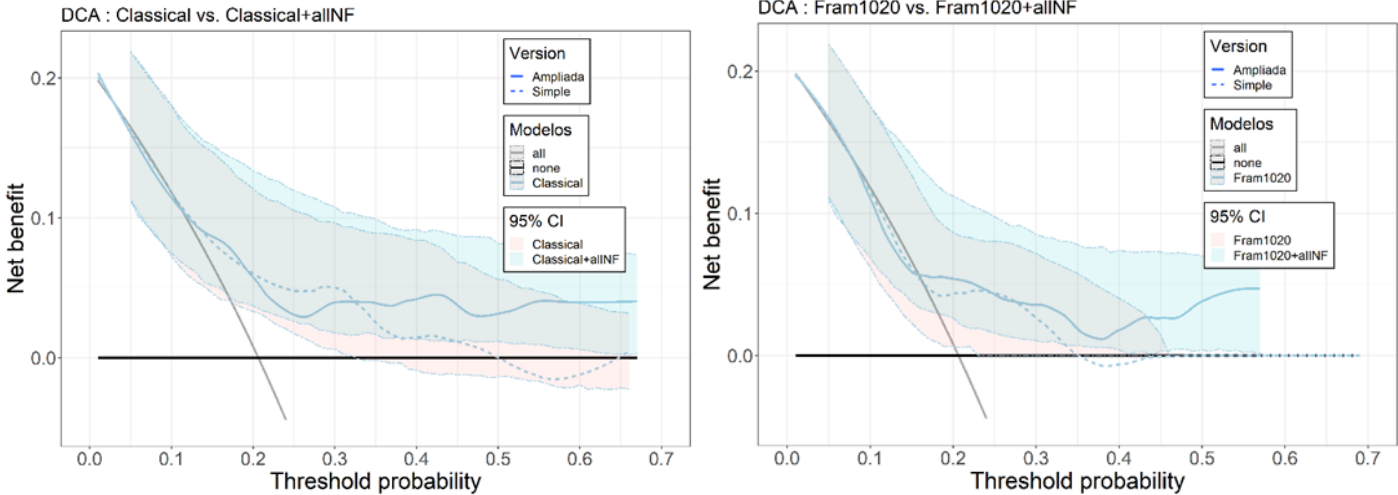 DCA : Classical vs. Classical+allNF
Net benefit
0.2
0.1
0.0
Version
Ampliada
Simple
Modelos
all
none
Classical
95% CI
Classical
Classical+allNF
0.0 0.1 0.2 0.3 0.4 0.5 0.6 0.7
Threshold probability
DCA : Fram1020 vs. Fram1020+allNF
Net benefit
0.2
0.1
0.0
Version
Ampliada
Simple
Modelos
all
none
Fram1020
95% CI
Fram1020
Fram1020+allNF
0.0 0.1 0.2 0.3 0.4 0.5 0.6 0.7
Threshold probability